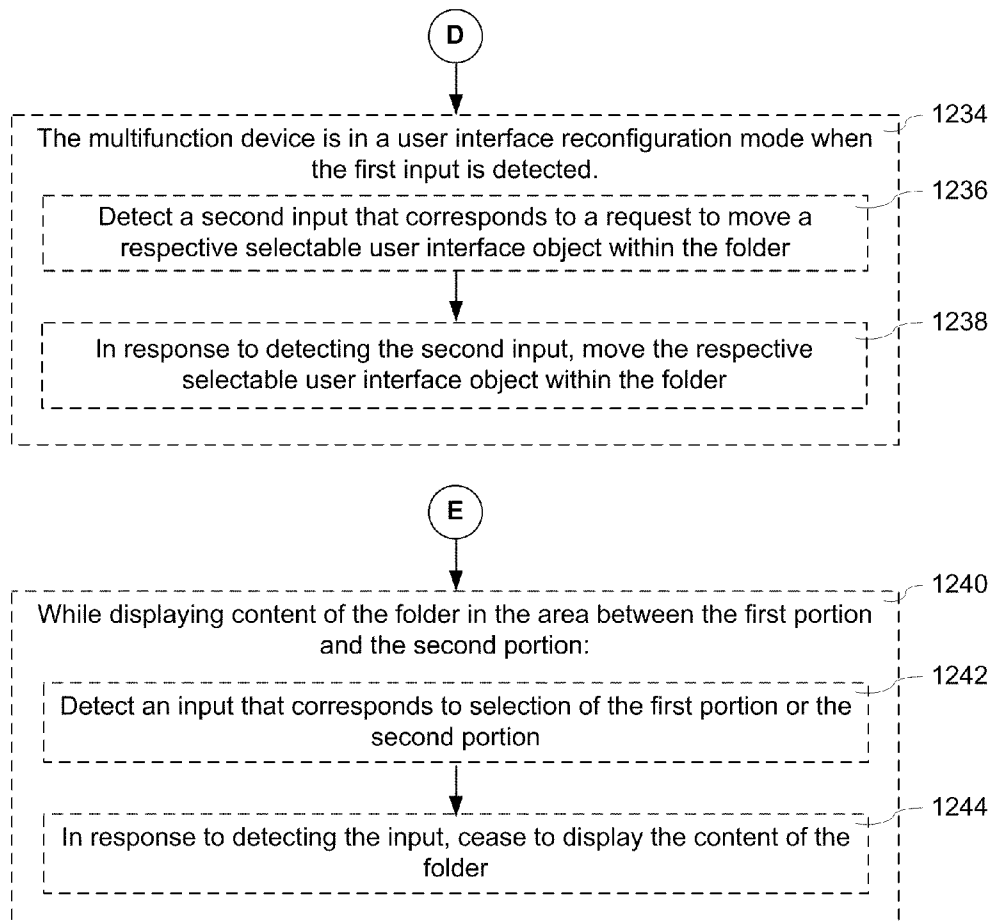 D
1234
The multifunction device is in a user interface reconfiguration mode when
the first input is detected.
1236
Detect a second input that corresponds to a request to move a
respective selectable user interface object within the folder
1238
In response to detecting the second input, move the respective
selectable user interface object within the folder
E
1240
While displaying content of the folder in the area between the first portion
and the second portion:
1242
Detect an input that corresponds to selection of the first portion or the
second portion
1244
In response to detecting the input, cease to display the content of the
folder